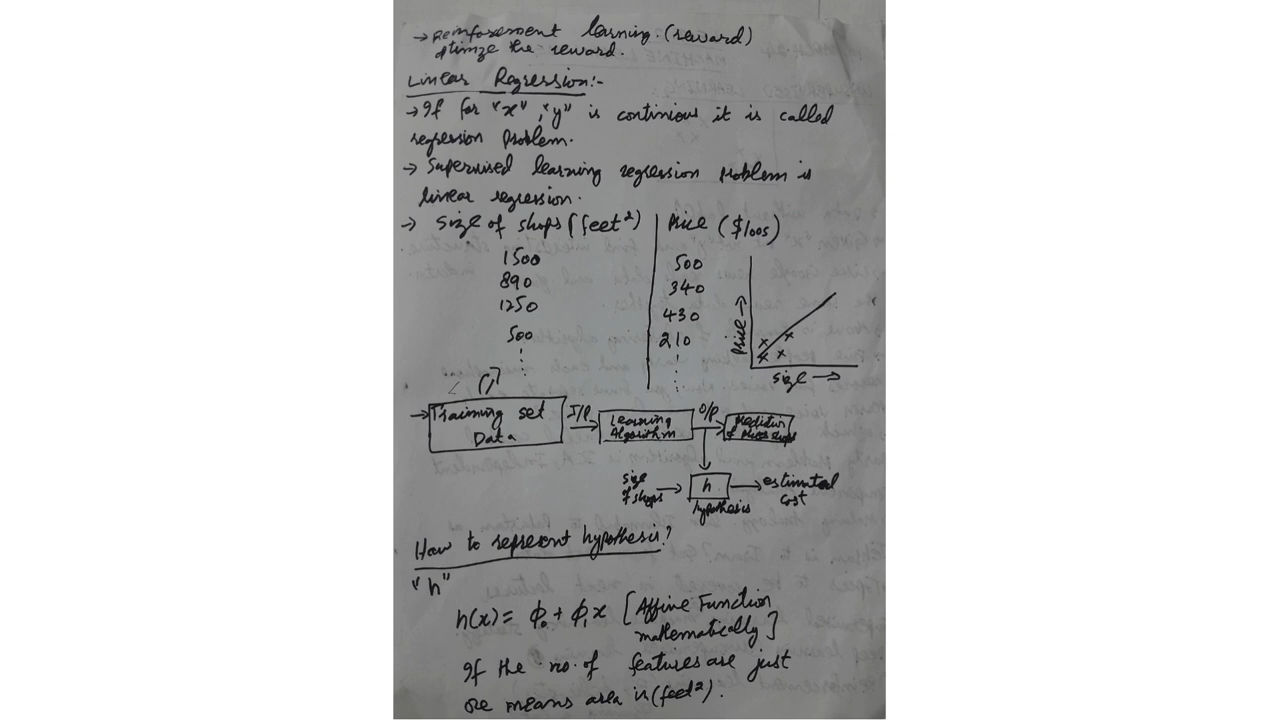 → Reinforcement learning. (reward)
otimze the reward.
Linear Regression:-
→ If for "x", "y" is continious it is called
regression Problem.
→ Supervised learning regression problem is
linear regression.
→ Size of shops (feet²) | Price ($100s)
1500 500
890 340
1250 430
500 210
Price →
Size →
→ Training set I/P Learning O/P Prediction
Data Algorithm of Price shops
size
of shops → h → estimated
cost
hypothesis
How to represent hypothesis?
"h"
h(x) = ϕ₀ + ϕ₁x [Affine Function
mathematically]
If the no. of features are just
one means area in (feet²).